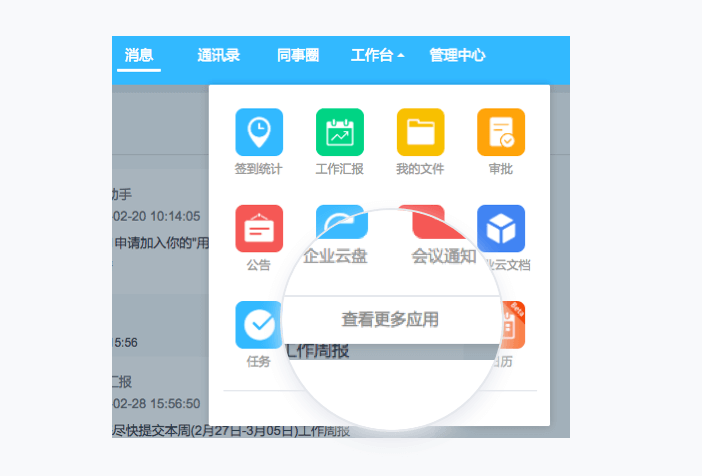 消息 通讯录 同事圈 工作台 管理中心
签到统计 工作汇报 我的文件 审批
助手
02-20 10:14:05
申请加入你的"用
公告 企业云盘 会议通知 业云文档
查看更多应用
Beta
15:56
工作周报
任务 日历
汇报
02-28 15:56:50
尽快提交本周(2月27日-3月05日)工作周报